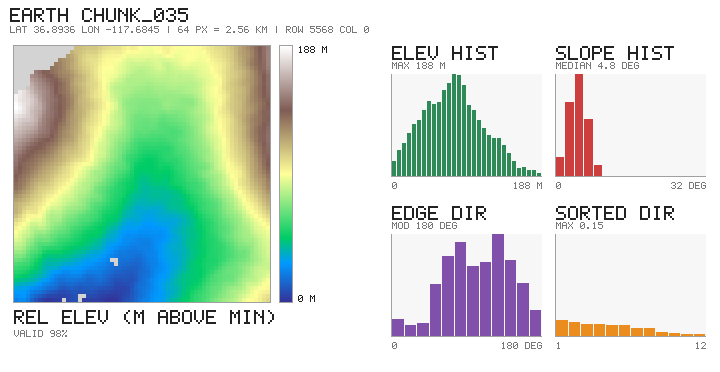 EARTH CHUNK_035
LAT 36.8936 LON -117.6845 | 64 PX = 2.56 KM | ROW 5568 COL 0
188 M
0 M
REL ELEV (M ABOVE MIN)
VALID 98%
ELEV HIST
MAX 188 M
0 188 M
SLOPE HIST
MEDIAN 4.8 DEG
0 32 DEG
EDGE DIR
MOD 180 DEG
0 180 DEG
SORTED DIR
MAX 0.15
1 12